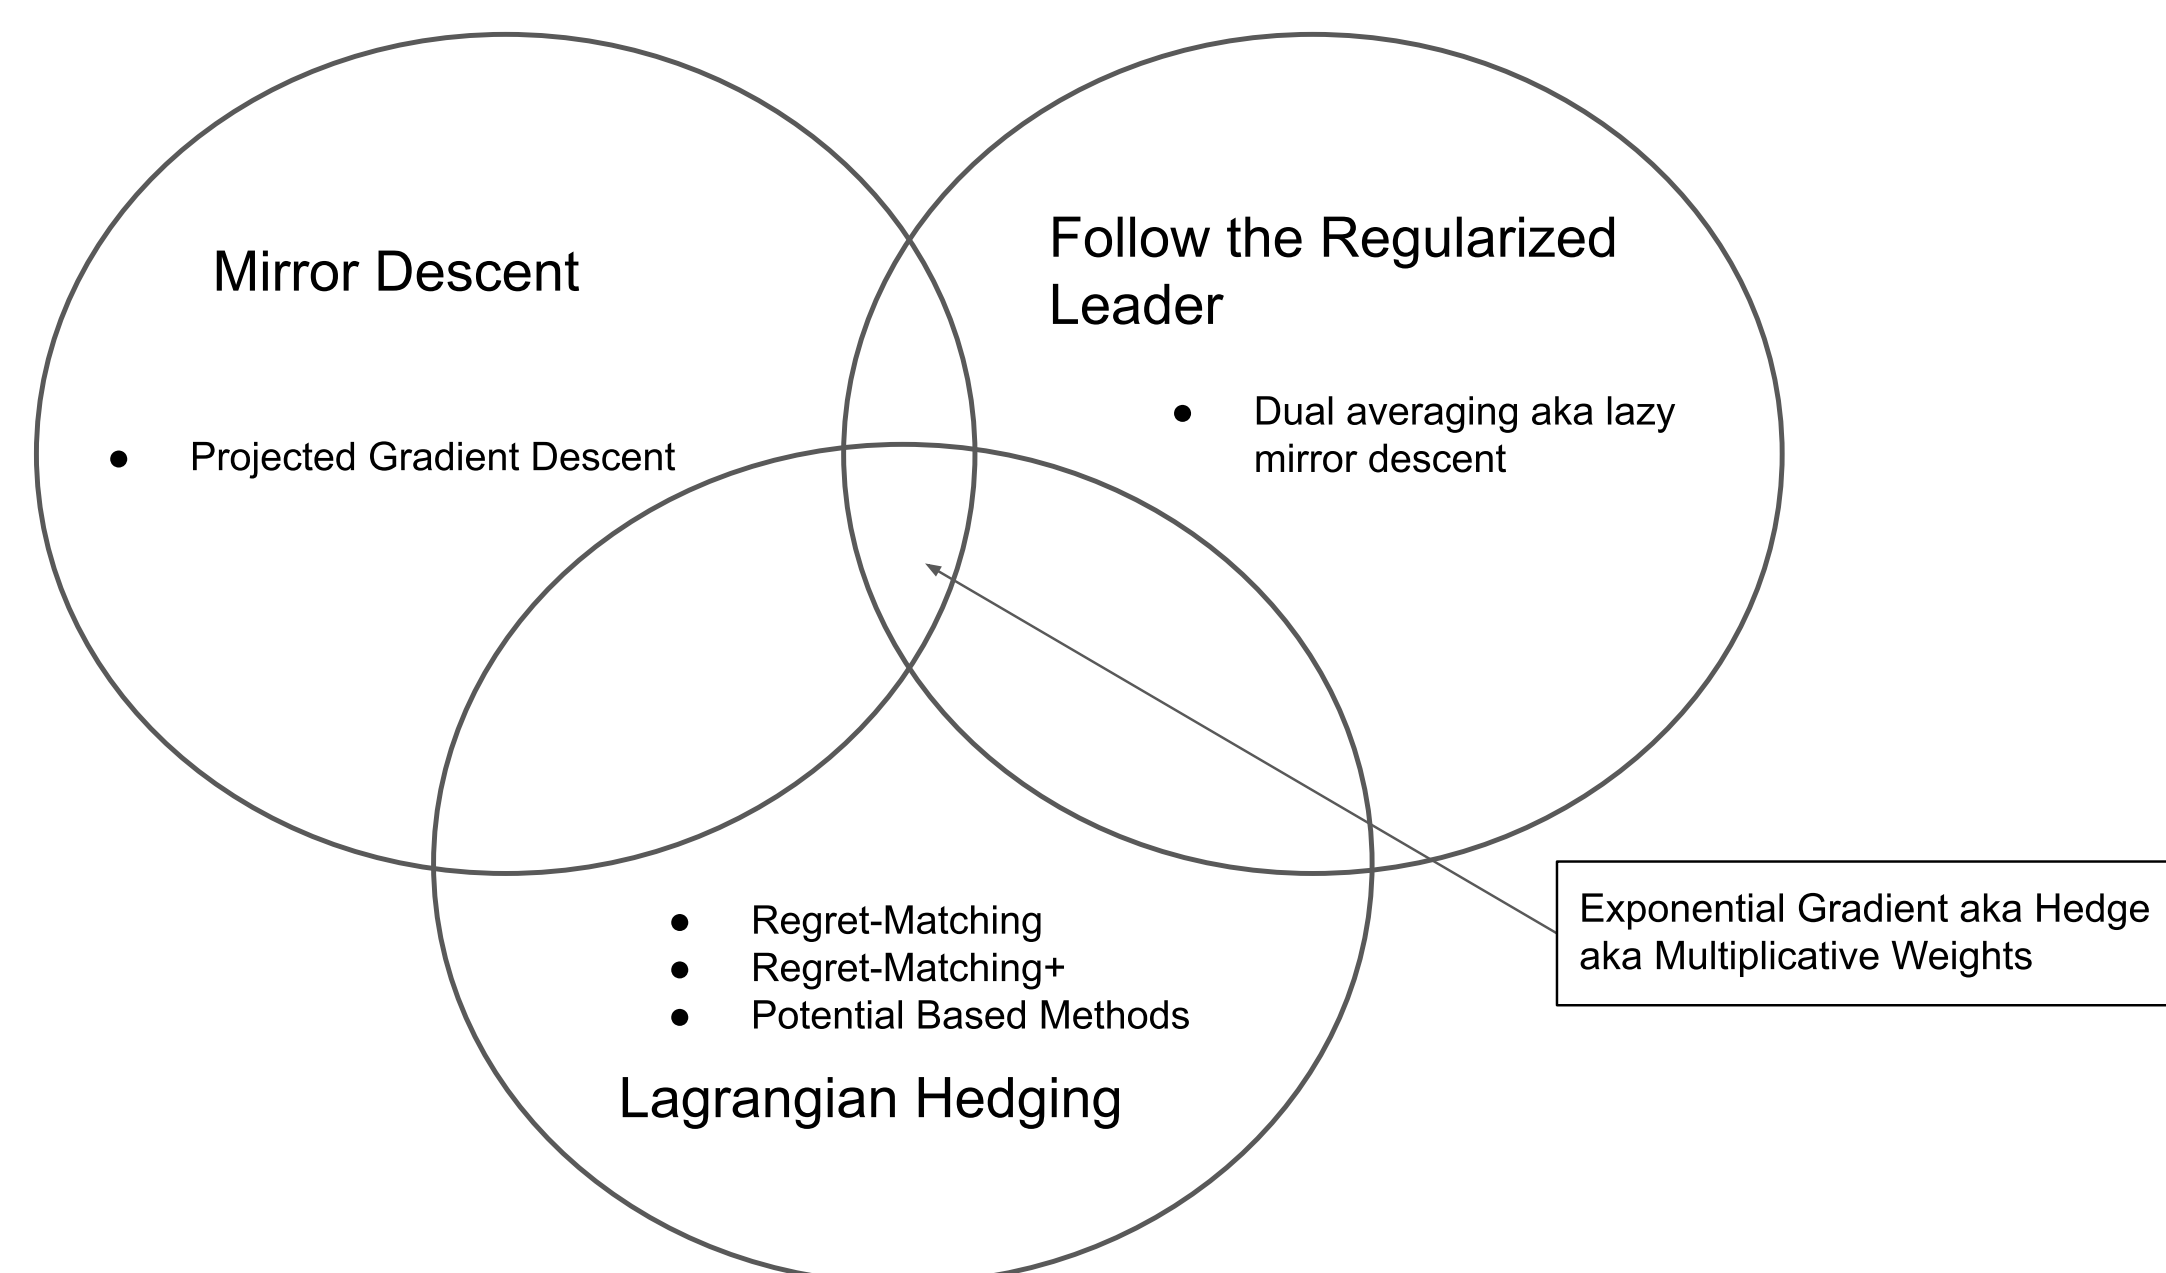 Mirror Descent
● Projected Gradient Descent
Follow the Regularized
Leader
● Dual averaging aka lazy
mirror descent
● Regret-Matching
● Regret-Matching+
● Potential Based Methods
Lagrangian Hedging
Exponential Gradient aka Hedge
aka Multiplicative Weights